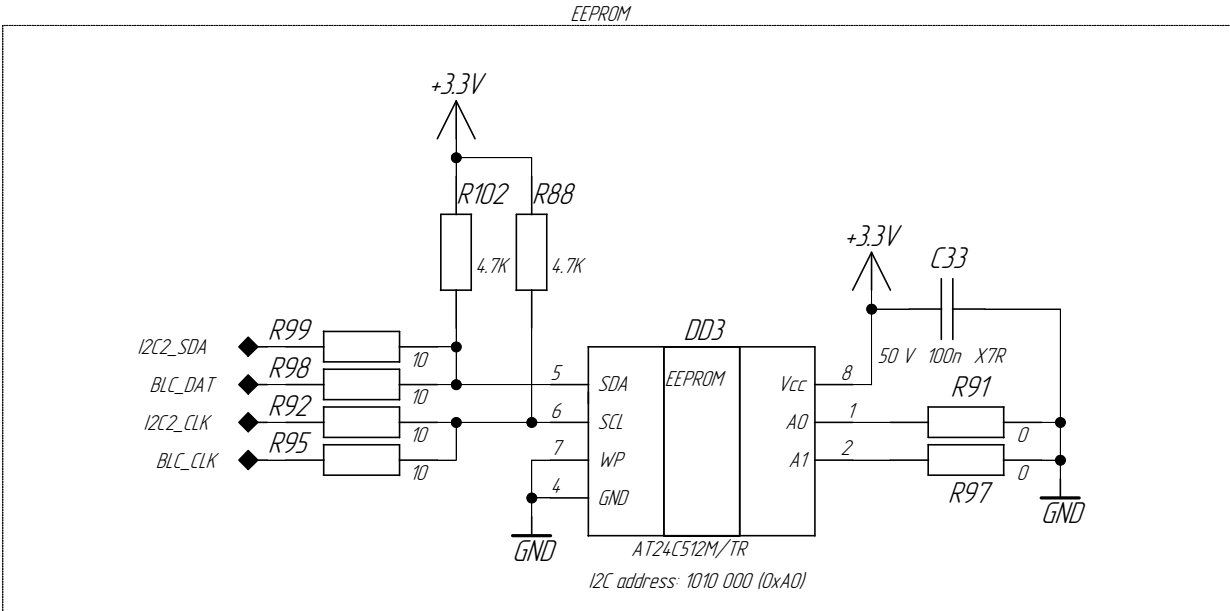 EEPROM
+3.3V
R102
R88
4.7K
4.7K
+3.3V
C33
50 V 100n X7R
I2C2_SDA
R99
10
BLC_DAT
R98
10
I2C2_CLK
R92
10
BLC_CLK
R95
10
DD3
5
SDA
EEPROM
Vcc
8
6
SCL
A0
1
R91
0
7
WP
A1
2
R97
0
4
GND
GND
GND
AT24C512M/TR
I2C address: 1010 000 (0xA0)